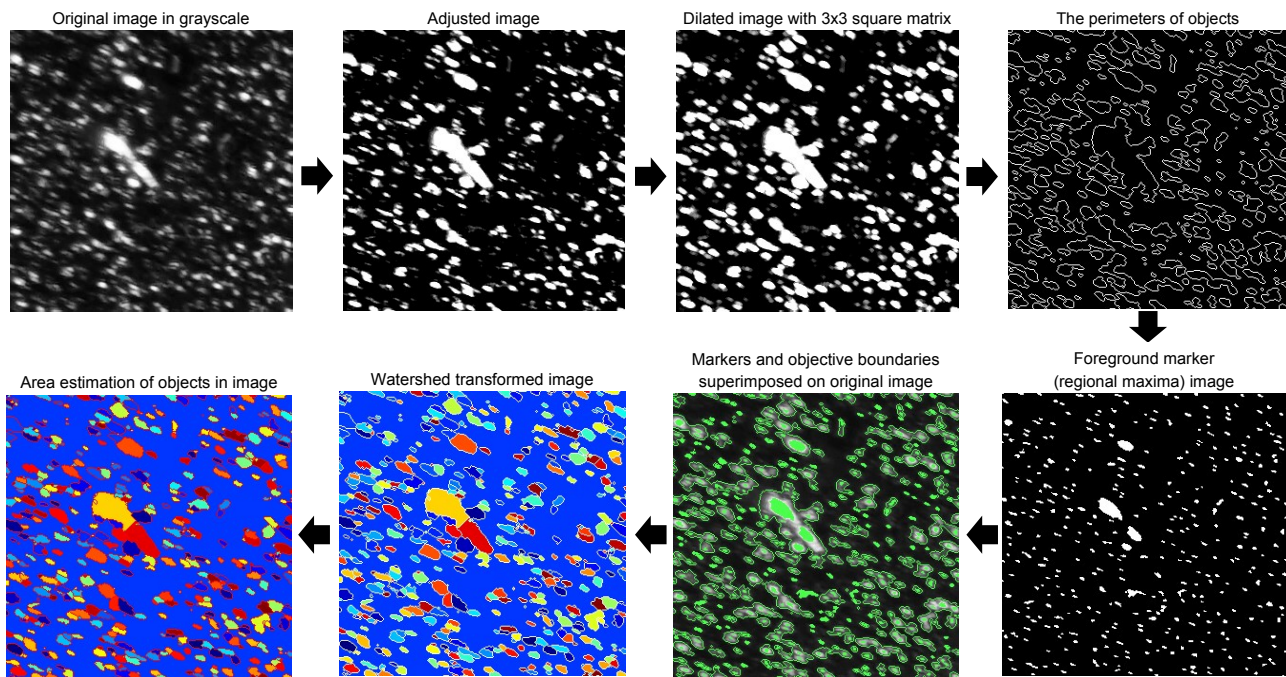 Original image in grayscale
Adjusted image
Dilated image with 3x3 square matrix
The perimeters of objects
Foreground marker
(regional maxima) image
Markers and objective boundaries
superimposed on original image
Watershed transformed image
Area estimation of objects in image